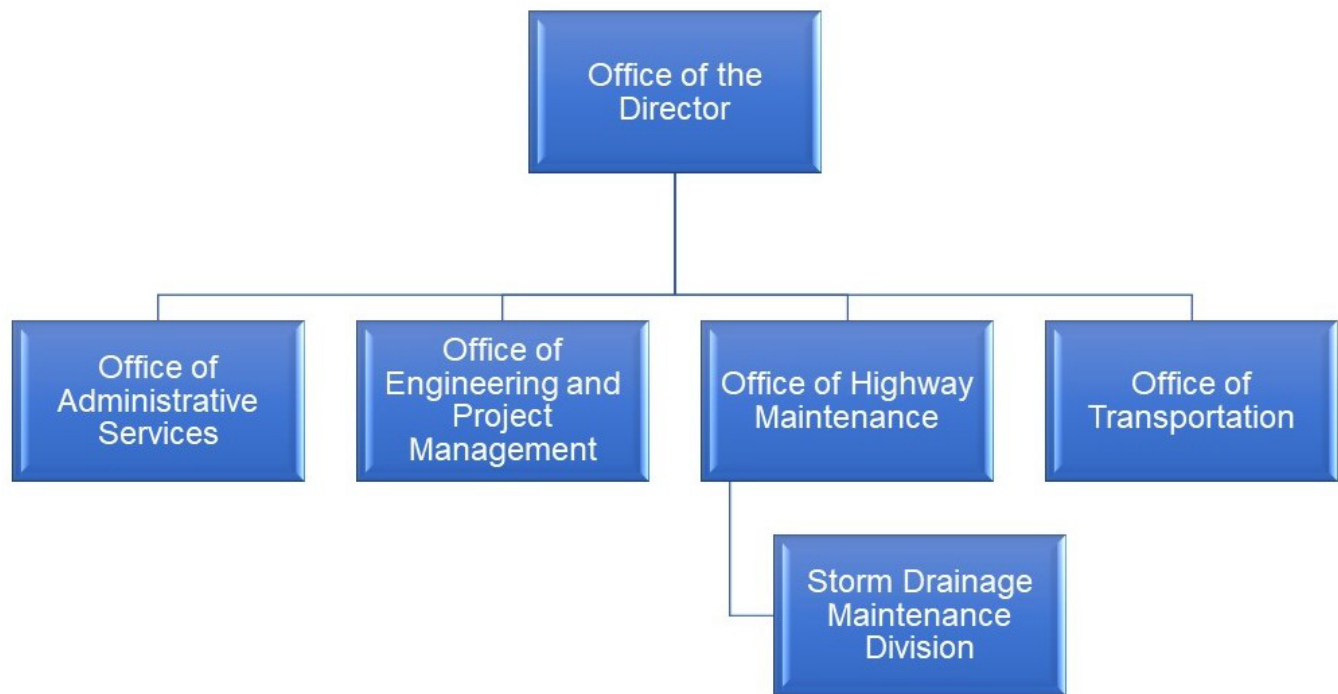 Office of the
Director
Office of
Administrative
Services
Office of
Engineering and
Project
Management
Office of Highway
Maintenance
Office of
Transportation
Storm Drainage
Maintenance
Division